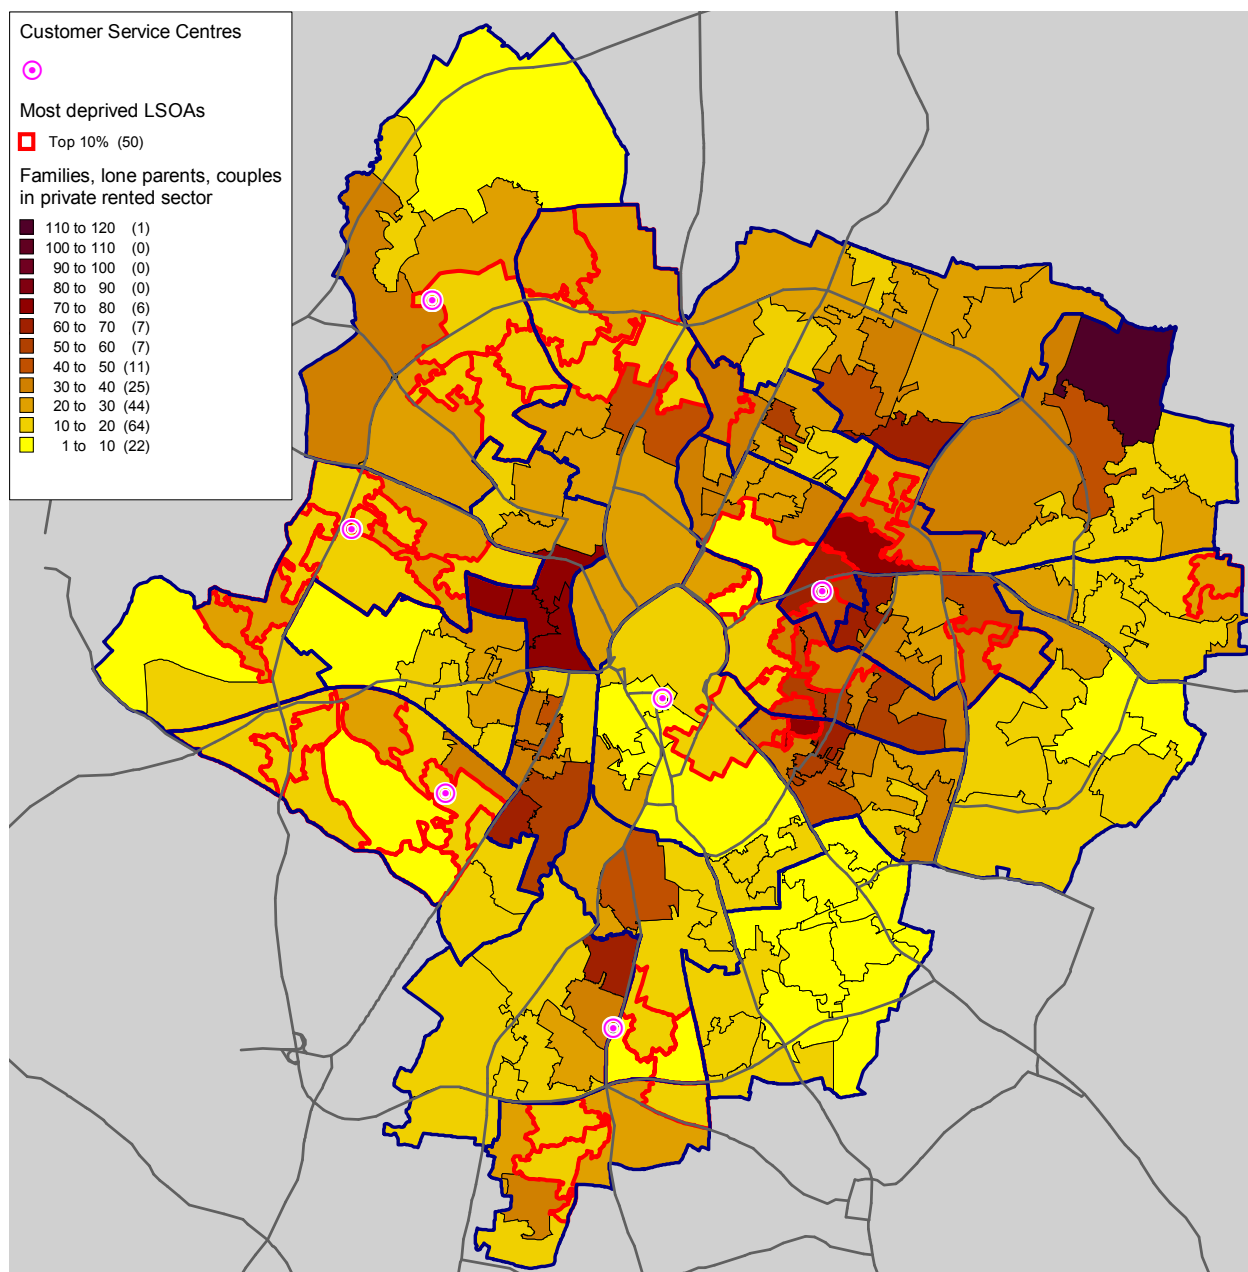 Customer Service Centres
Most deprived LSOAs
Top 10% (50)
Families, lone parents, couples
in private rented sector
110 to 120 (1)
100 to 110 (0)
90 to 100 (0)
80 to 90 (0)
70 to 80 (6)
60 to 70 (7)
50 to 60 (7)
40 to 50 (11)
30 to 40 (25)
20 to 30 (44)
10 to 20 (64)
1 to 10 (22)